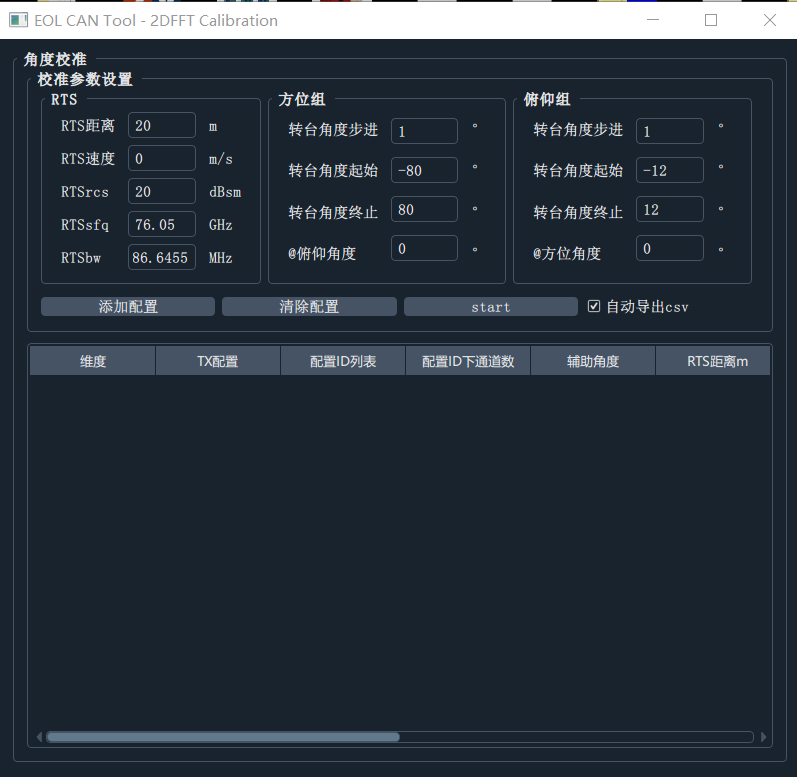 EOL CAN Tool - 2DFFT Calibration
角度校准
校准参数设置
RTS
RTS距离 20 m
RTS速度 0 m/s
RTSrcs 20 dBsm
RTSsfq 76.05 GHz
RTSbw 86.6455 MHz
方位组
转台角度步进 1 °
转台角度起始 -80 °
转台角度终止 80 °
@俯仰角度 0 °
俯仰组
转台角度步进 1 °
转台角度起始 -12 °
转台角度终止 12 °
@方位角度 0 °
添加配置 清除配置 start 自动导出csv
维度 TX配置 配置ID列表 配置ID下通道数 辅助角度 RTS距离m